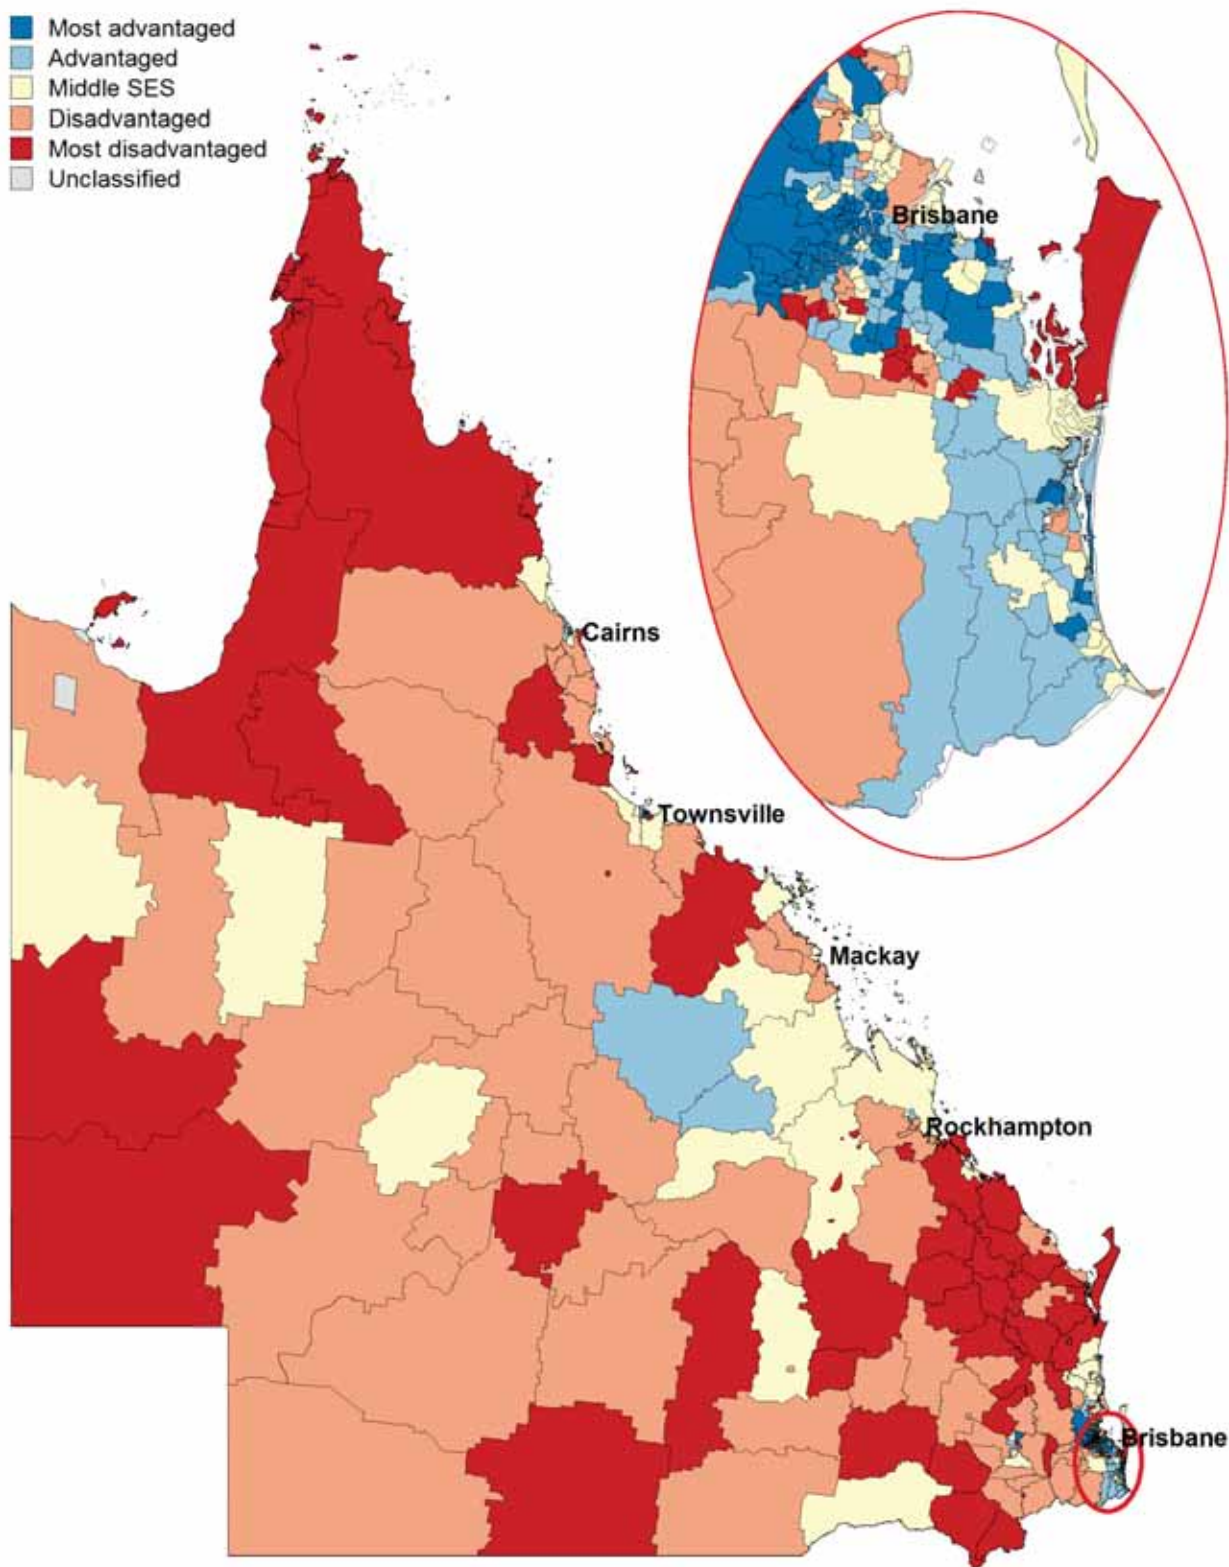 Most advantaged
Advantaged
Middle SES
Disadvantaged
Most disadvantaged
Unclassified
Brisbane
Cairns
Townsville
Mackay
Rockhampton
Brisbane